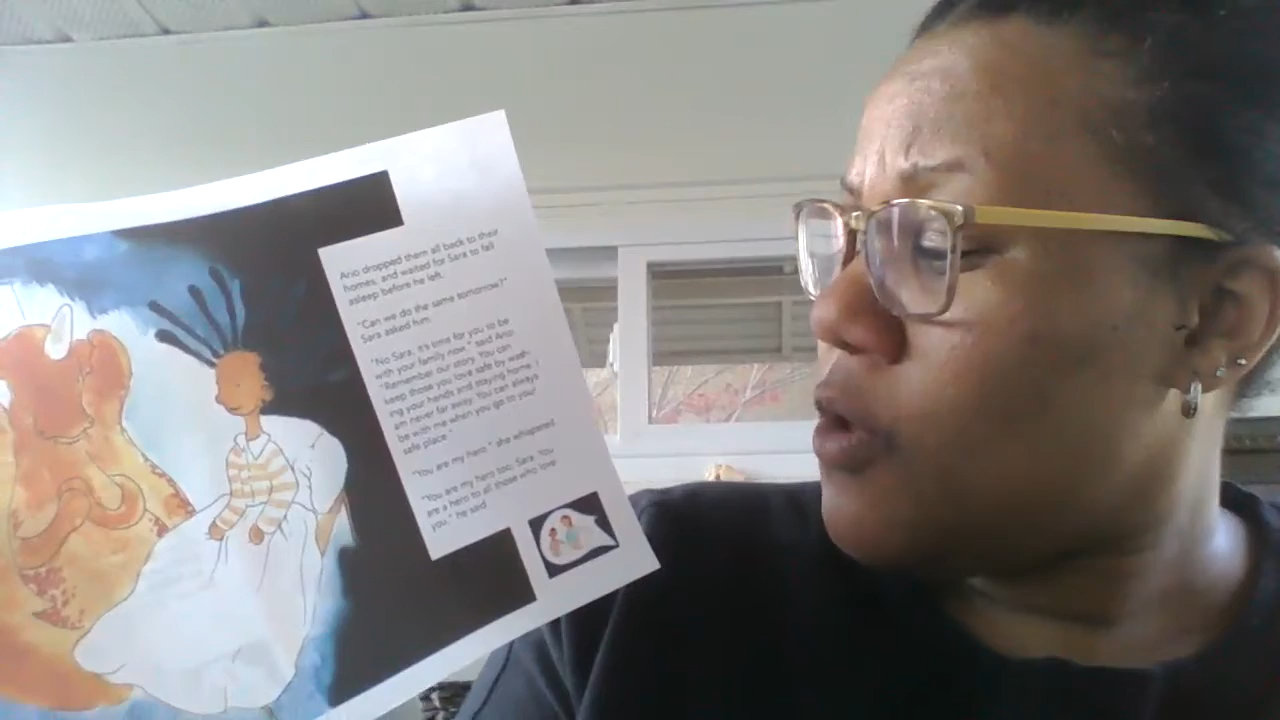 Ario dropped them all back to their
homes, and waited for Sara to fall
asleep before he left.
"Can we do the same tomorrow?"
Sara asked him.
"No Sara, it's time for you to be
with your family now," said Ario.
"Remember our story. You can
keep those you love safe by wash-
ing your hands and staying home. I
am never far away. You can always
be with me when you go to your
safe place."
"You are my hero," she whispered.
"You are my hero too, Sara. You
are a hero to all those who love
you," he said.